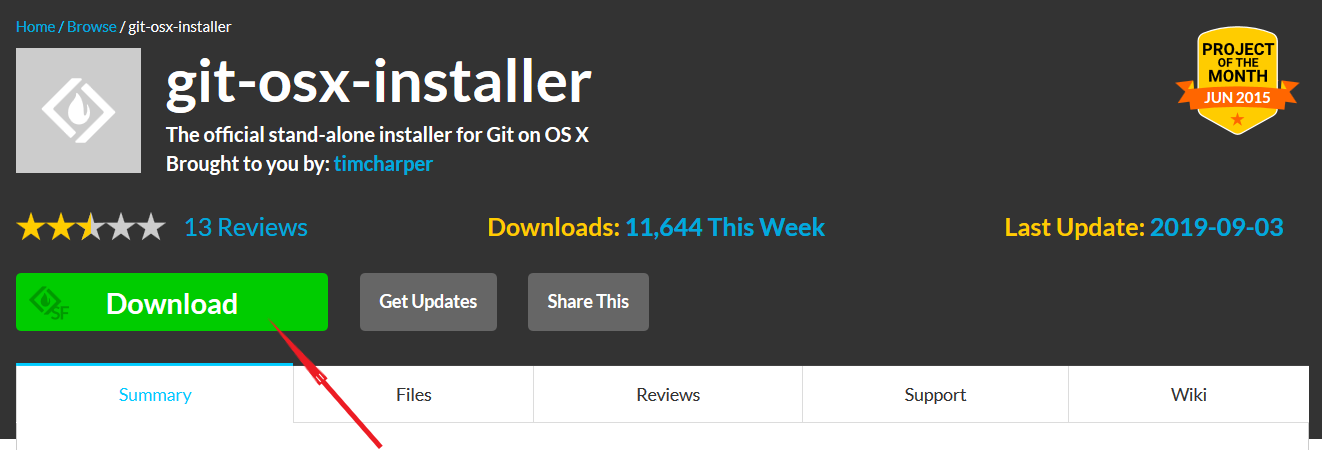 Home / Browse / git-osx-installer
git-osx-installer
The official stand-alone installer for Git on OS X
Brought to you by: timcharper
PROJECT
OF THE
MONTH
JUN 2015
13 Reviews
Downloads: 11,644 This Week
Last Update: 2019-09-03
SF
Download
Get Updates
Share This
Summary
Files
Reviews
Support
Wiki